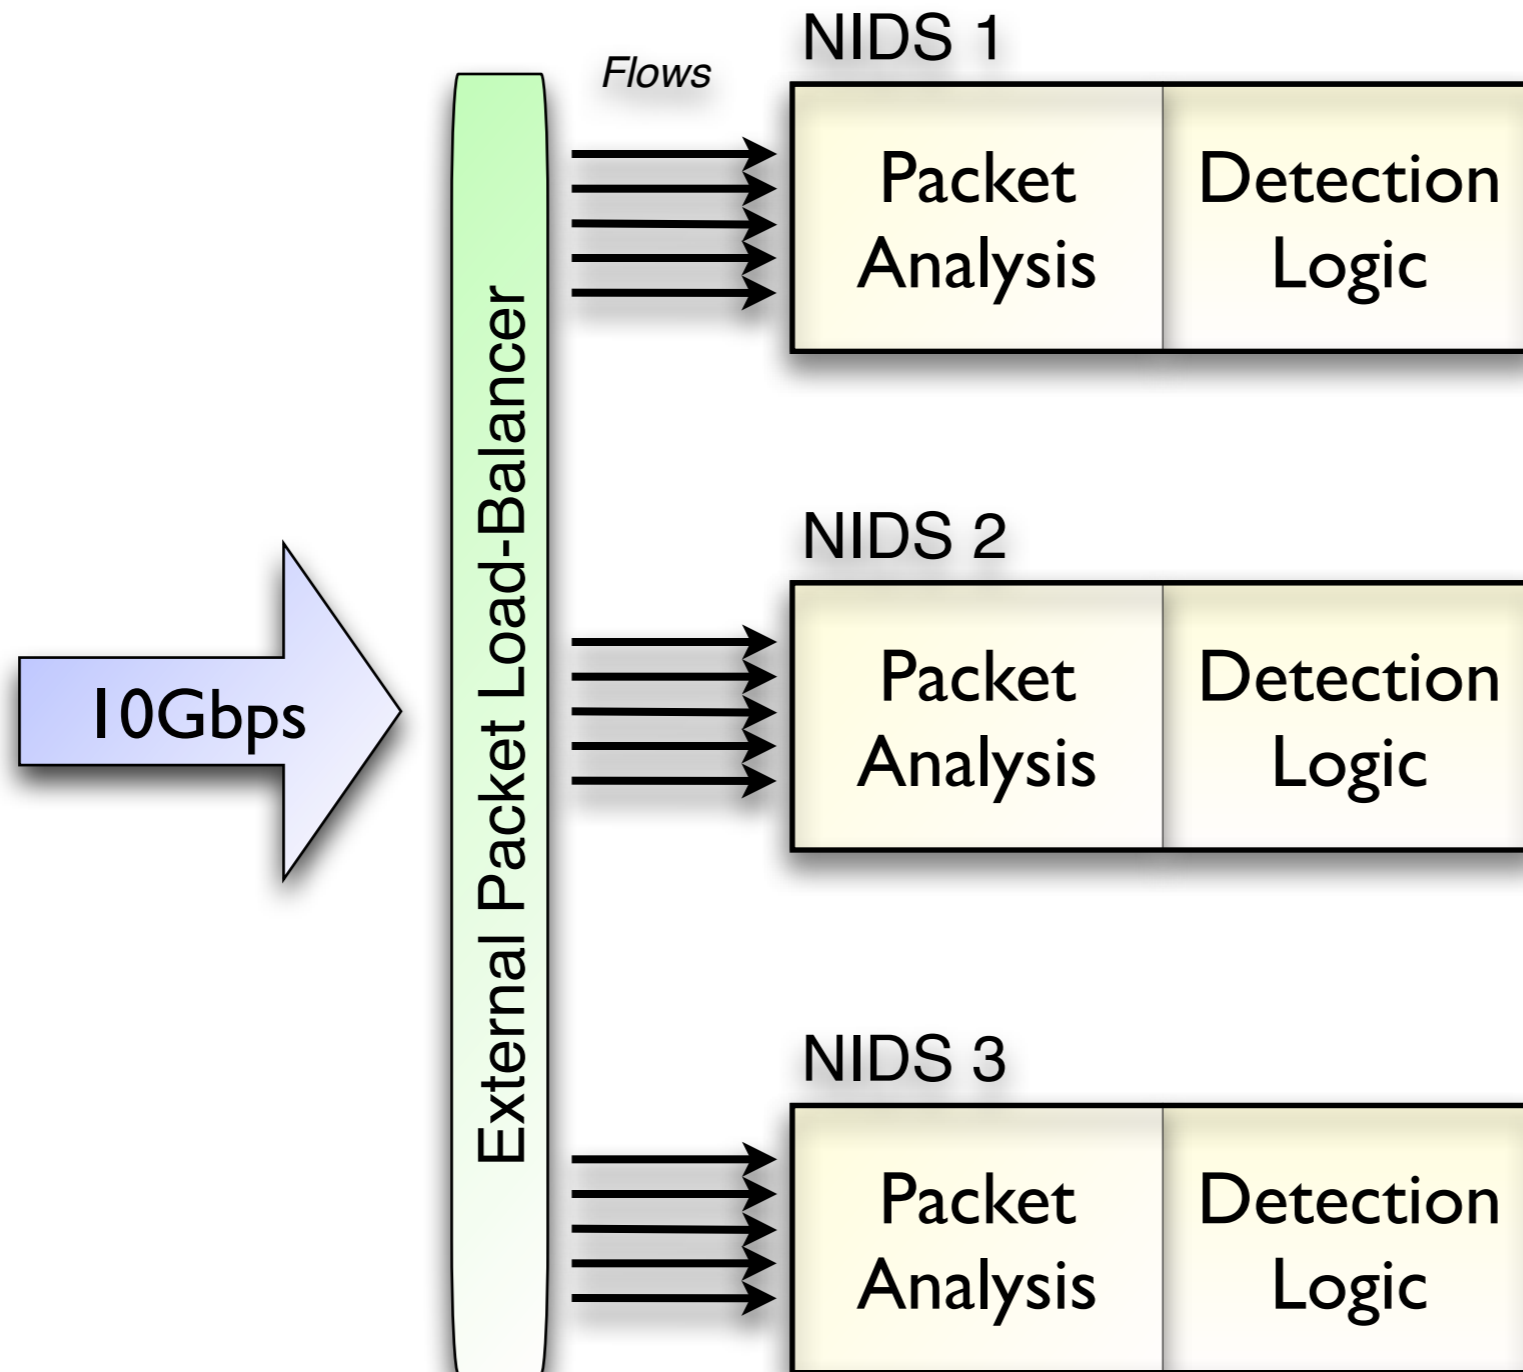 Flows
NIDS 1
Packet
Analysis
Detection
Logic
External Packet Load-Balancer
10Gbps
NIDS 2
Packet
Analysis
Detection
Logic
NIDS 3
Packet
Analysis
Detection
Logic